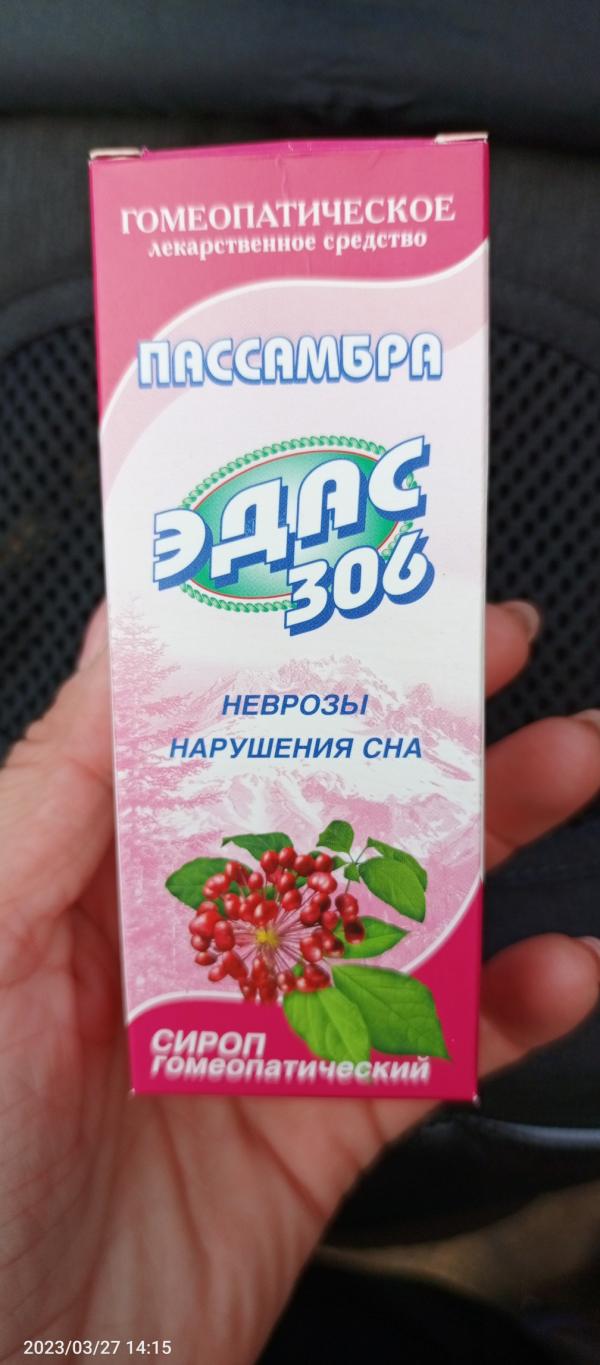 ГОМЕОПАТИЧЕСКОЕ
лекарственное средство
ПАССАМБРА
ЭДАС
306
НЕВРОЗЫ
НАРУШЕНИЯ СНА
СИРОП
гомеопатический
2023/03/27 14:15